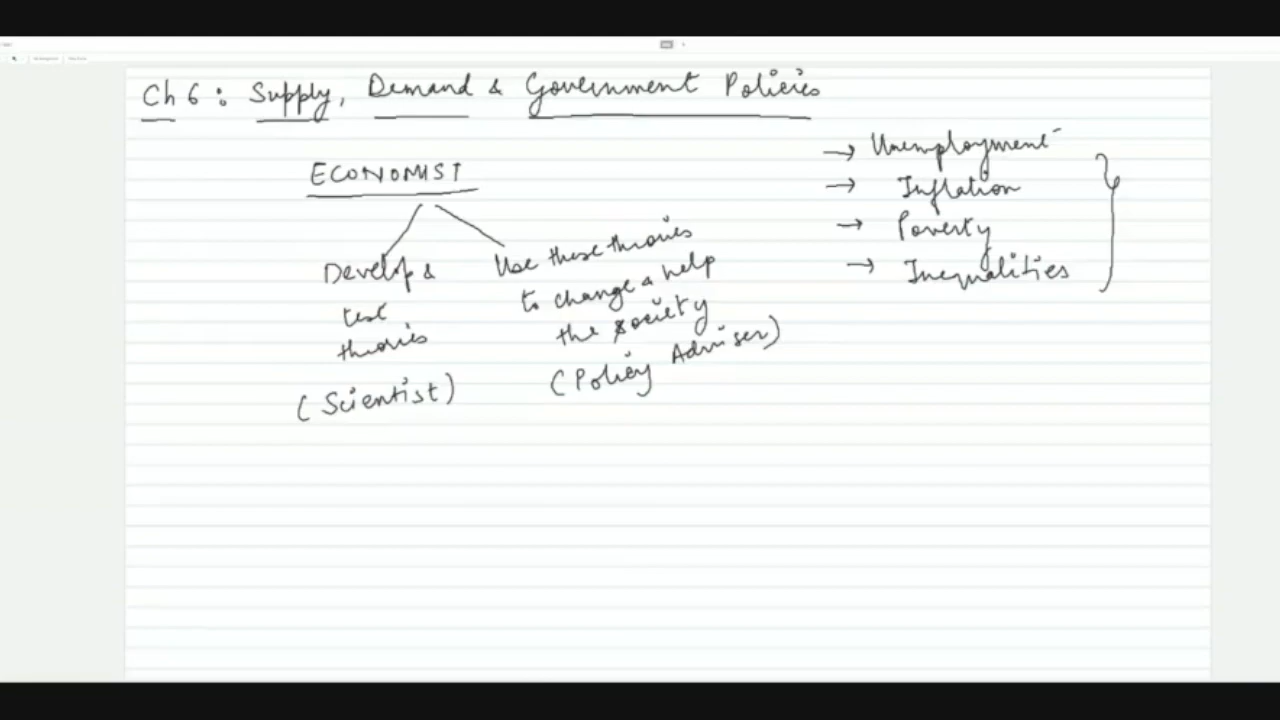 Ch 6: Supply, Demand & Government Policies
ECONOMIST
Develop &
test
theories
(Scientist)
Use these theories
to change & help
the society
(Policy Adviser)
→ Unemployment
→ Inflation
→ Poverty
→ Inequalities